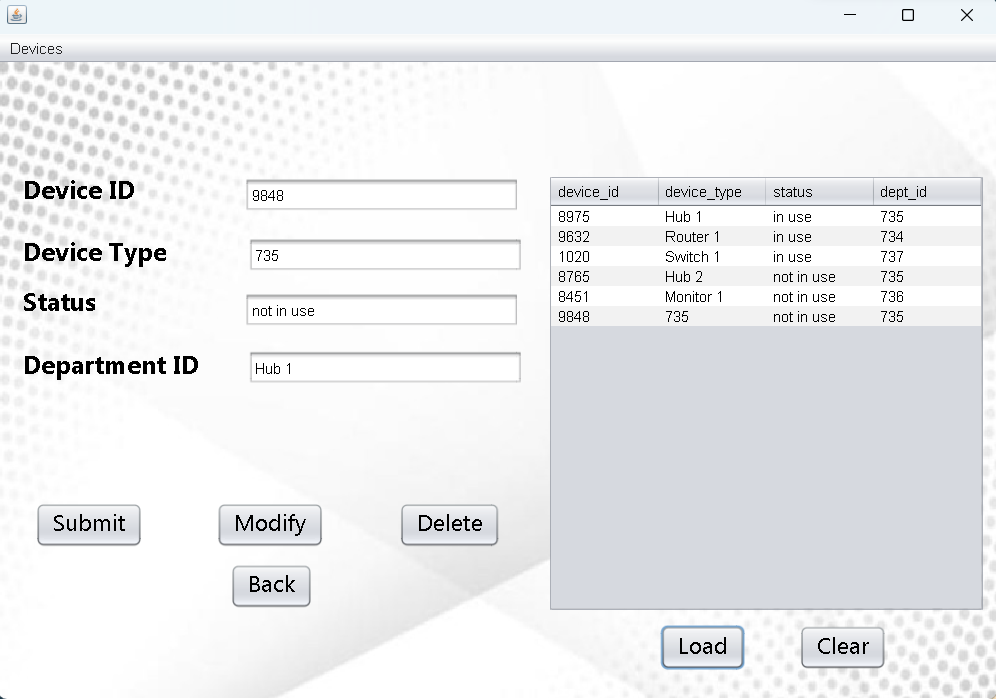 Devices
Device ID
9848
Device Type
735
Status
not in use
Department ID
Hub 1
Submit
Modify
Delete
Back
device_id device_type status dept_id
8975 Hub 1 in use 735
9632 Router 1 in use 734
1020 Switch 1 in use 737
8765 Hub 2 not in use 735
8451 Monitor 1 not in use 736
9848 735 not in use 735
Load
Clear